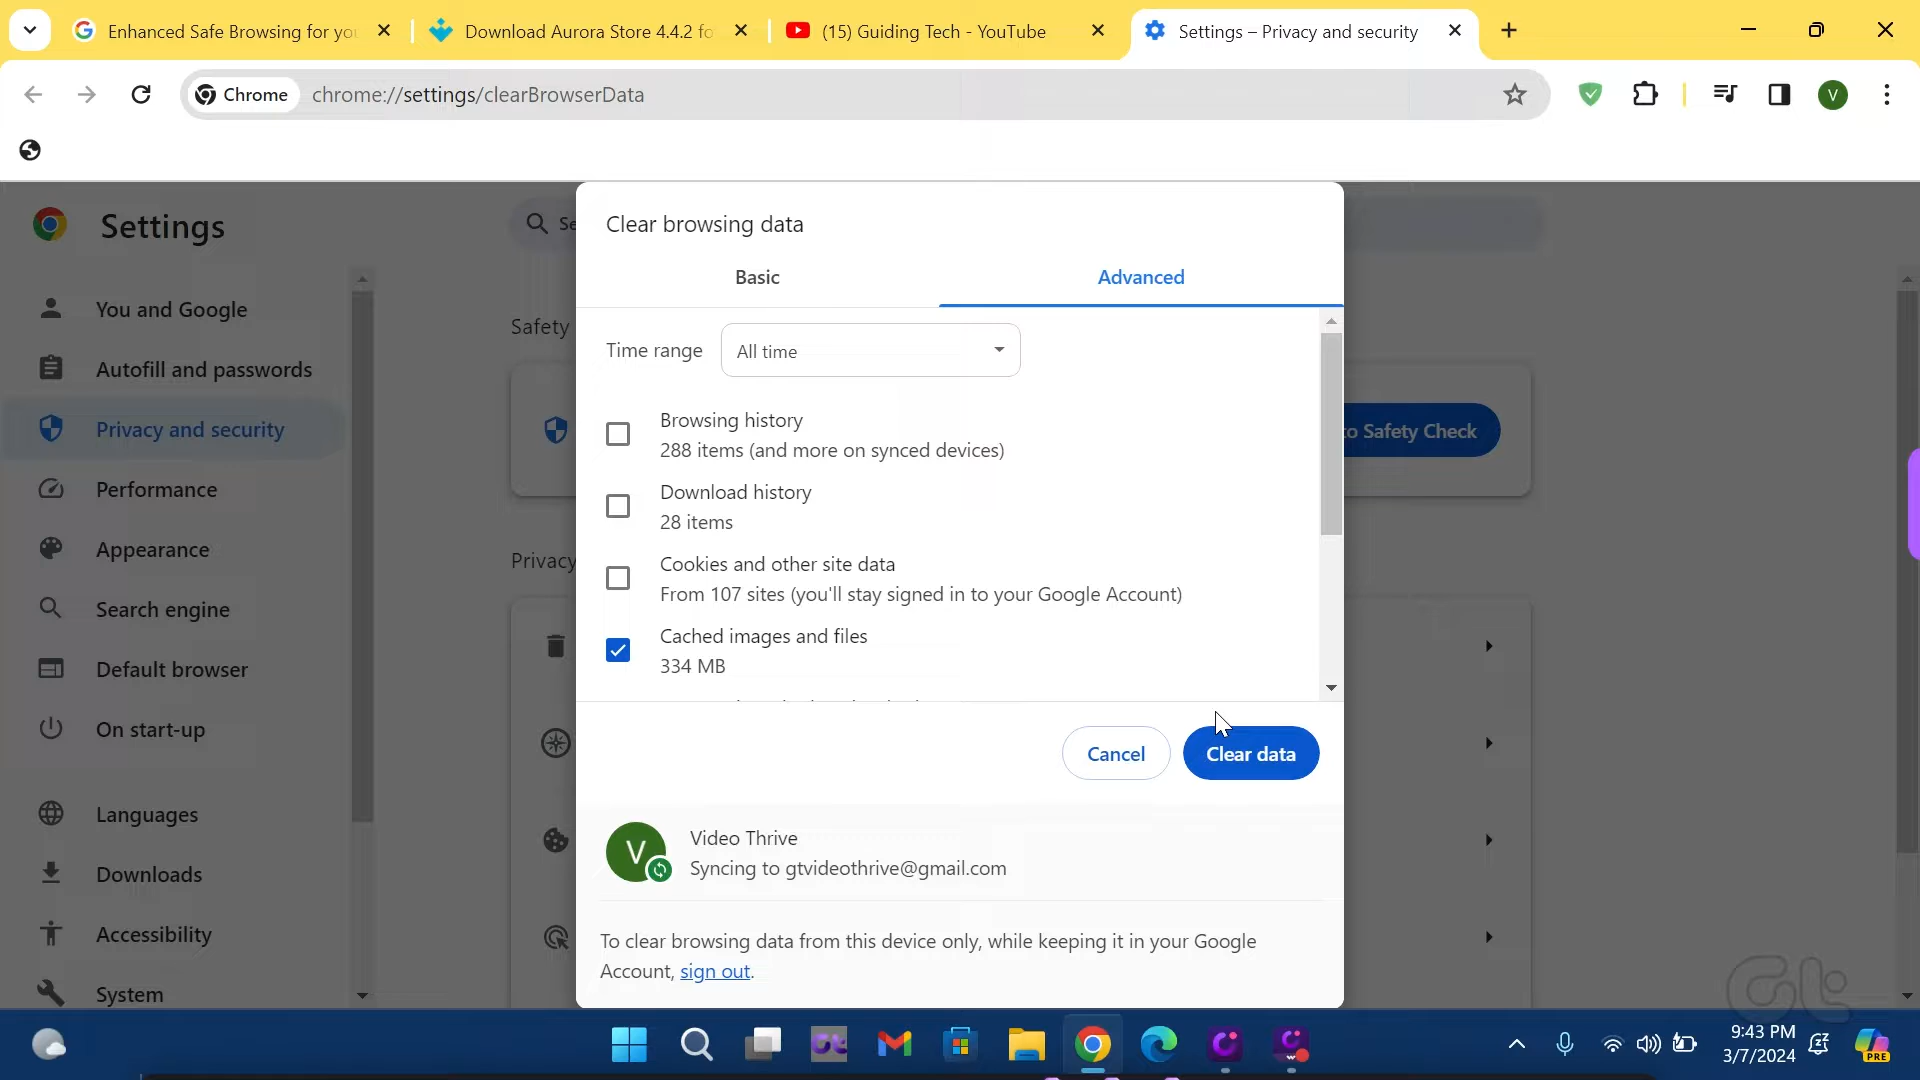 Enhanced Safe Browsing for yo
Download Aurora Store 4.4.2 fo
(15) Guiding Tech - YouTube
Settings – Privacy and security
Chrome
chrome://settings/clearBrowserData
V
Settings
Se
You and Google
Autofill and passwords
Privacy and security
Performance
Appearance
Search engine
Default browser
On start-up
Languages
Downloads
Accessibility
System
Safety
to Safety Check
Privacy
Clear browsing data
Basic
Advanced
Time range
All time
Browsing history
288 items (and more on synced devices)
Download history
28 items
Cookies and other site data
From 107 sites (you'll stay signed in to your Google Account)
Cached images and files
334 MB
Cancel
Clear data
V
Video Thrive
Syncing to gtvideothrive@gmail.com
To clear browsing data from this device only, while keeping it in your Google
Account, sign out.
9:43 PM
3/7/2024
PRE